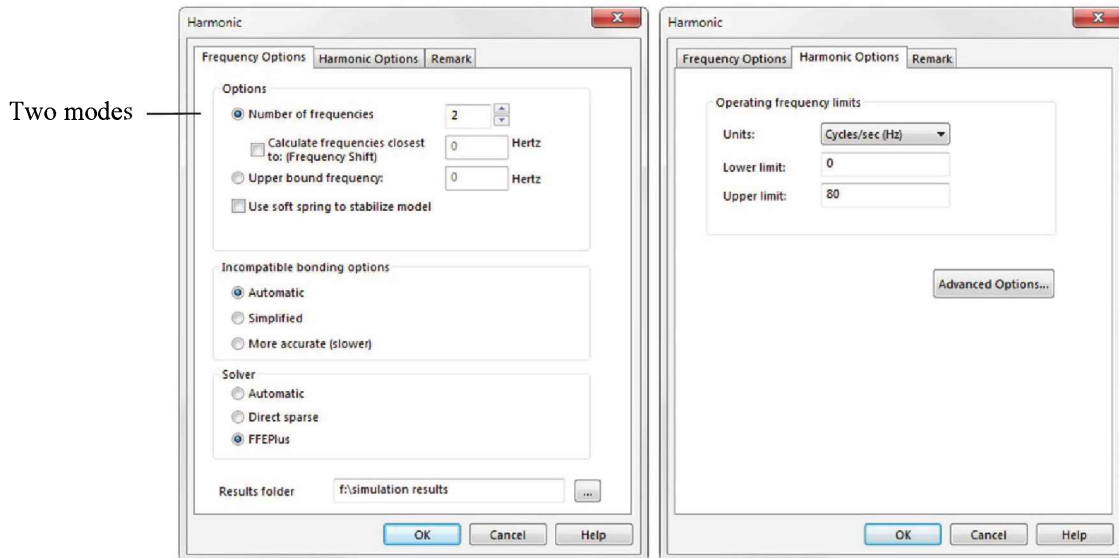 Two modes
Harmonic
Frequency Options
Harmonic Options
Remark
Options
Number of frequencies
2
Calculate frequencies closest
to: (Frequency Shift)
0
Hertz
Upper bound frequency:
0
Hertz
Use soft spring to stabilize model
Incompatible bonding options
Automatic
Simplified
More accurate (slower)
Solver
Automatic
Direct sparse
FFEPlus
Results folder
f:\simulation results
...
OK
Cancel
Help
Harmonic
Frequency Options
Harmonic Options
Remark
Operating frequency limits
Units:
Cycles/sec (Hz)
Lower limit:
0
Upper limit:
80
Advanced Options...
OK
Cancel
Help